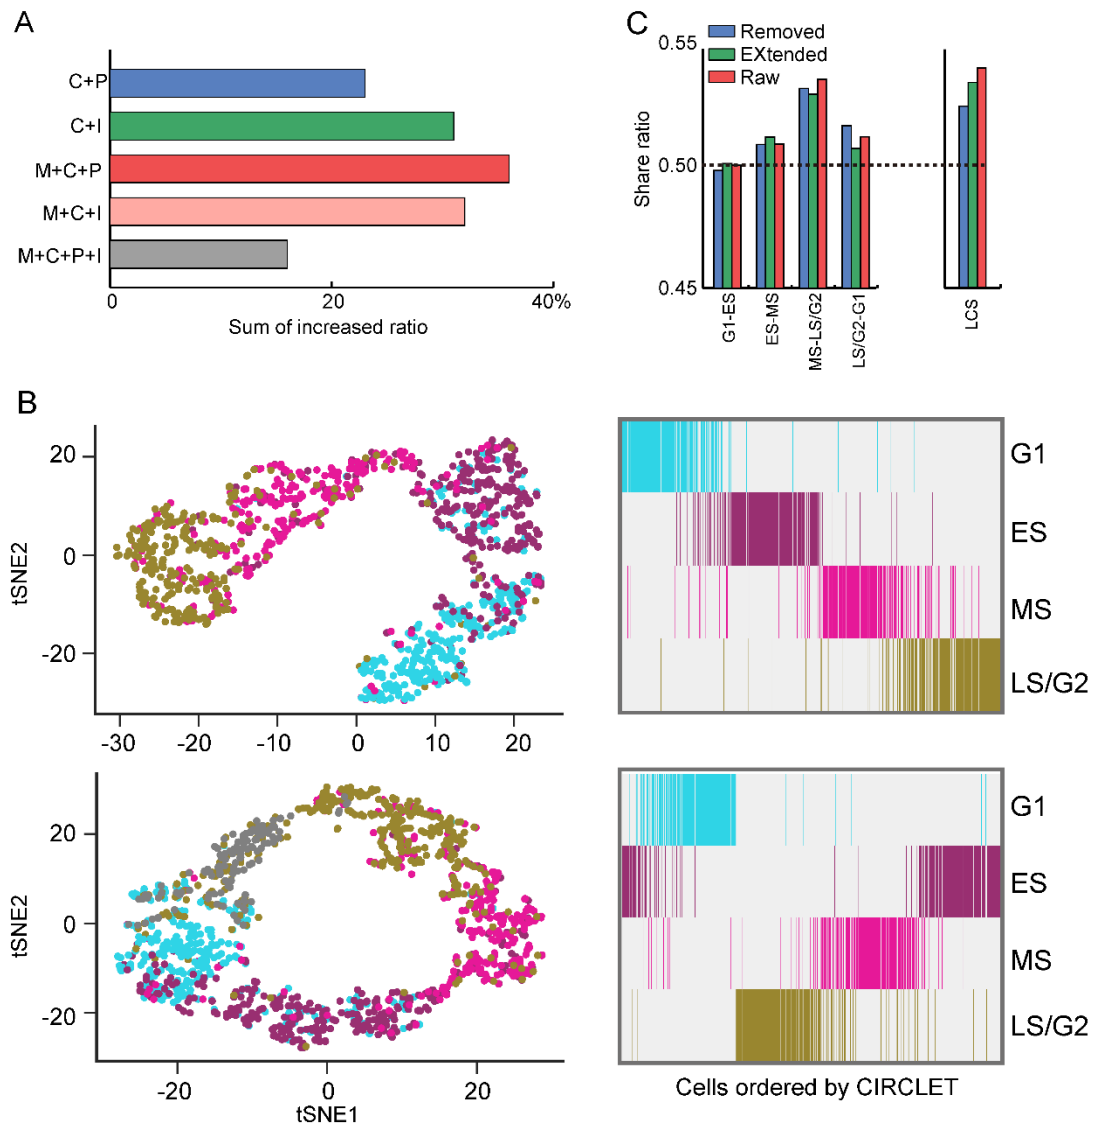 A
C+P
C+I
M+C+P
M+C+I
M+C+P+I
0
20
40%
Sum of increased ratio
C
Removed
EXtended
Raw
0.55
0.50
0.45
Share ratio
G1-ES
ES-MS
MS-LS/G2
LS/G2-G1
LCS
B
20
0
-20
tSNE2
-30
-20
-10
0
10
20
G1
ES
MS
LS/G2
20
0
-20
tSNE2
-20
0
20
tSNE1
G1
ES
MS
LS/G2
Cells ordered by CIRCLET